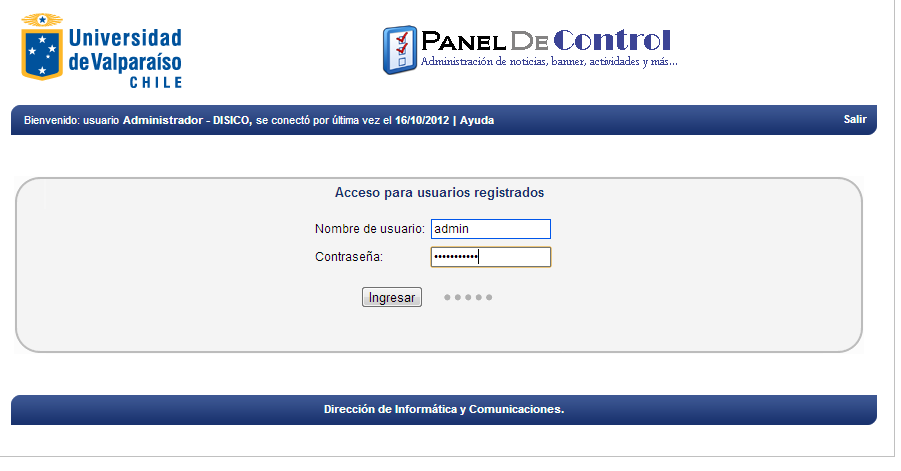 Universidad
de Valparaíso
CHILE
PANEL DE Control
Administración de noticias, banner, actividades y más...
Bienvenido: usuario Administrador - DISICO, se conectó por última vez el 16/10/2012 | Ayuda
Salir
Acceso para usuarios registrados
Nombre de usuario: admin
Contraseña: •••••••••••
Ingresar
Dirección de Informática y Comunicaciones.